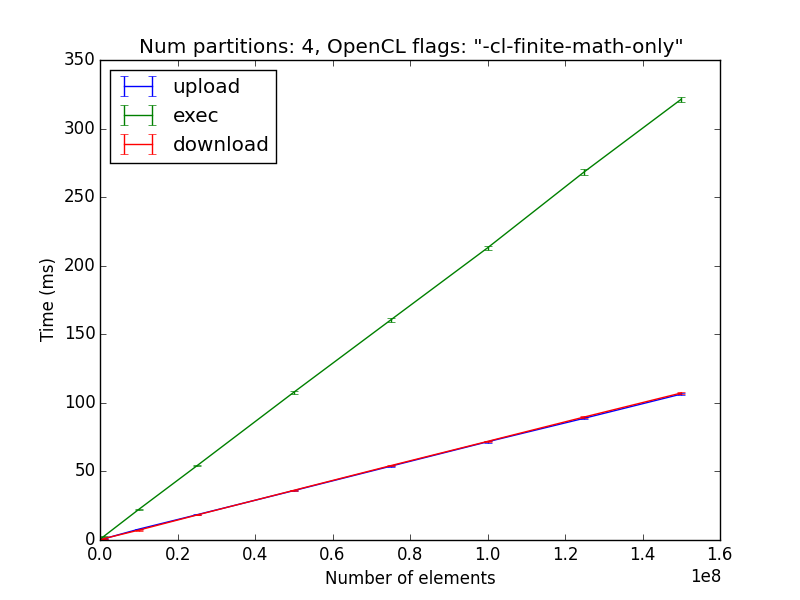 Num partitions: 4, OpenCL flags: "-cl-finite-math-only"
350
300
250
200
150
100
50
0
Time (ms)
upload
exec
download
0.0 0.2 0.4 0.6 0.8 1.0 1.2 1.4 1.6
1e8
Number of elements